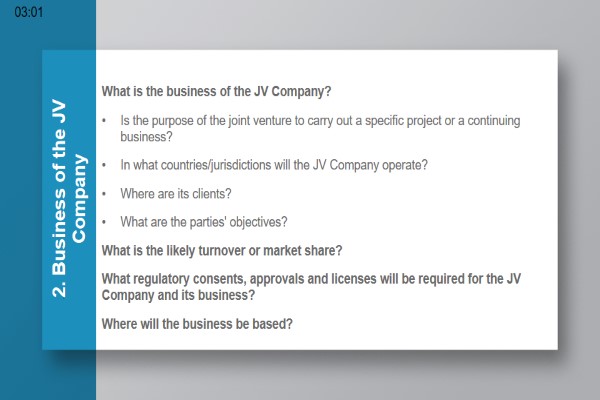 03:01
2. Business of the JV
Company
What is the business of the JV Company?
• Is the purpose of the joint venture to carry out a specific project or a continuing
business?
• In what countries/jurisdictions will the JV Company operate?
• Where are its clients?
• What are the parties' objectives?
What is the likely turnover or market share?
What regulatory consents, approvals and licenses will be required for the JV
Company and its business?
Where will the business be based?